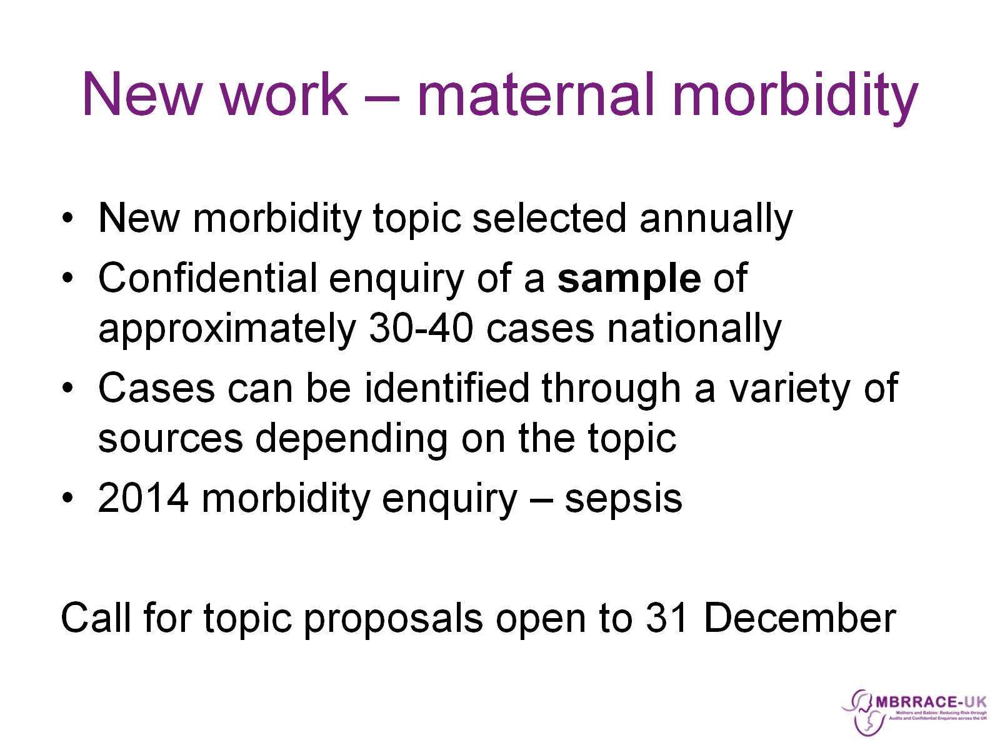 New work – maternal morbidity
• New morbidity topic selected annually
• Confidential enquiry of a sample of
approximately 30-40 cases nationally
• Cases can be identified through a variety of
sources depending on the topic
• 2014 morbidity enquiry – sepsis
Call for topic proposals open to 31 December
MBRRACE-UK
Mothers and Babies: Reducing Risk through
Audits and Confidential Enquiries across the UK